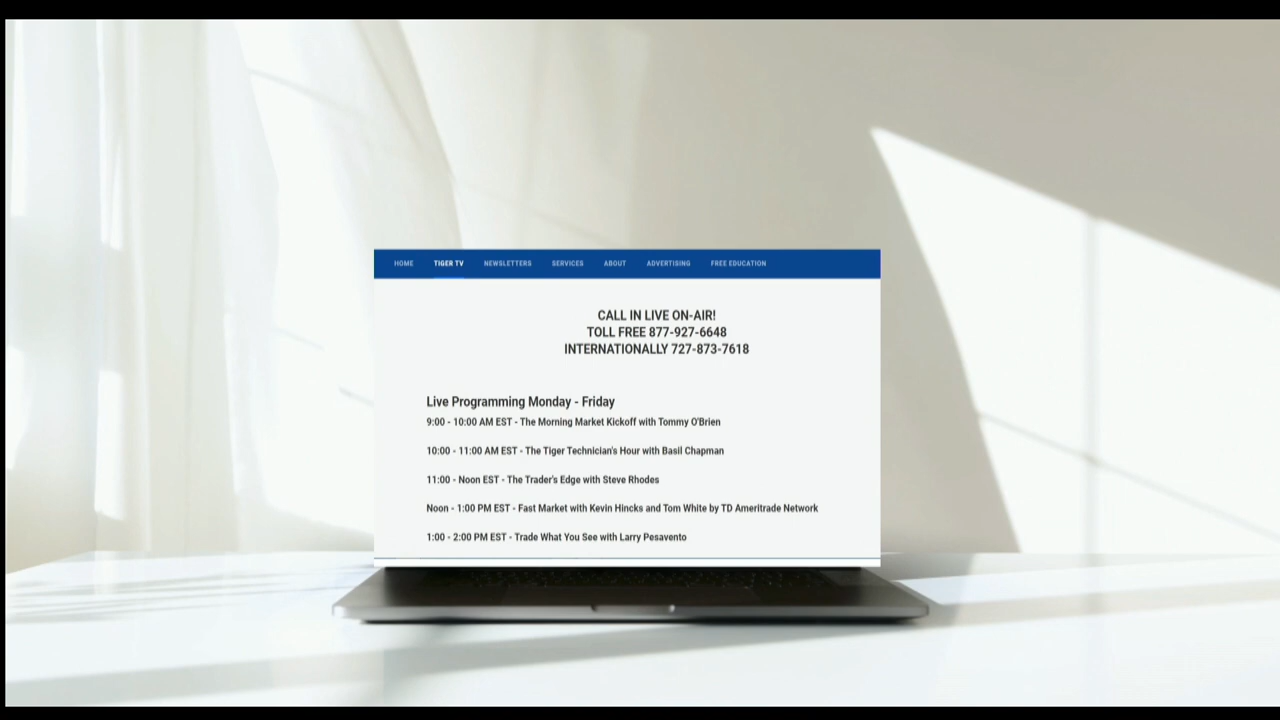 HOME TIGER TV NEWSLETTERS SERVICES ABOUT ADVERTISING FREE EDUCATION
CALL IN LIVE ON-AIR!
TOLL FREE 877-927-6648
INTERNATIONALLY 727-873-7618
Live Programming Monday - Friday
9:00 - 10:00 AM EST - The Morning Market Kickoff with Tommy O'Brien
10:00 - 11:00 AM EST - The Tiger Technician's Hour with Basil Chapman
11:00 - Noon EST - The Trader's Edge with Steve Rhodes
Noon - 1:00 PM EST - Fast Market with Kevin Hincks and Tom White by TD Ameritrade Network
1:00 - 2:00 PM EST - Trade What You See with Larry Pesavento